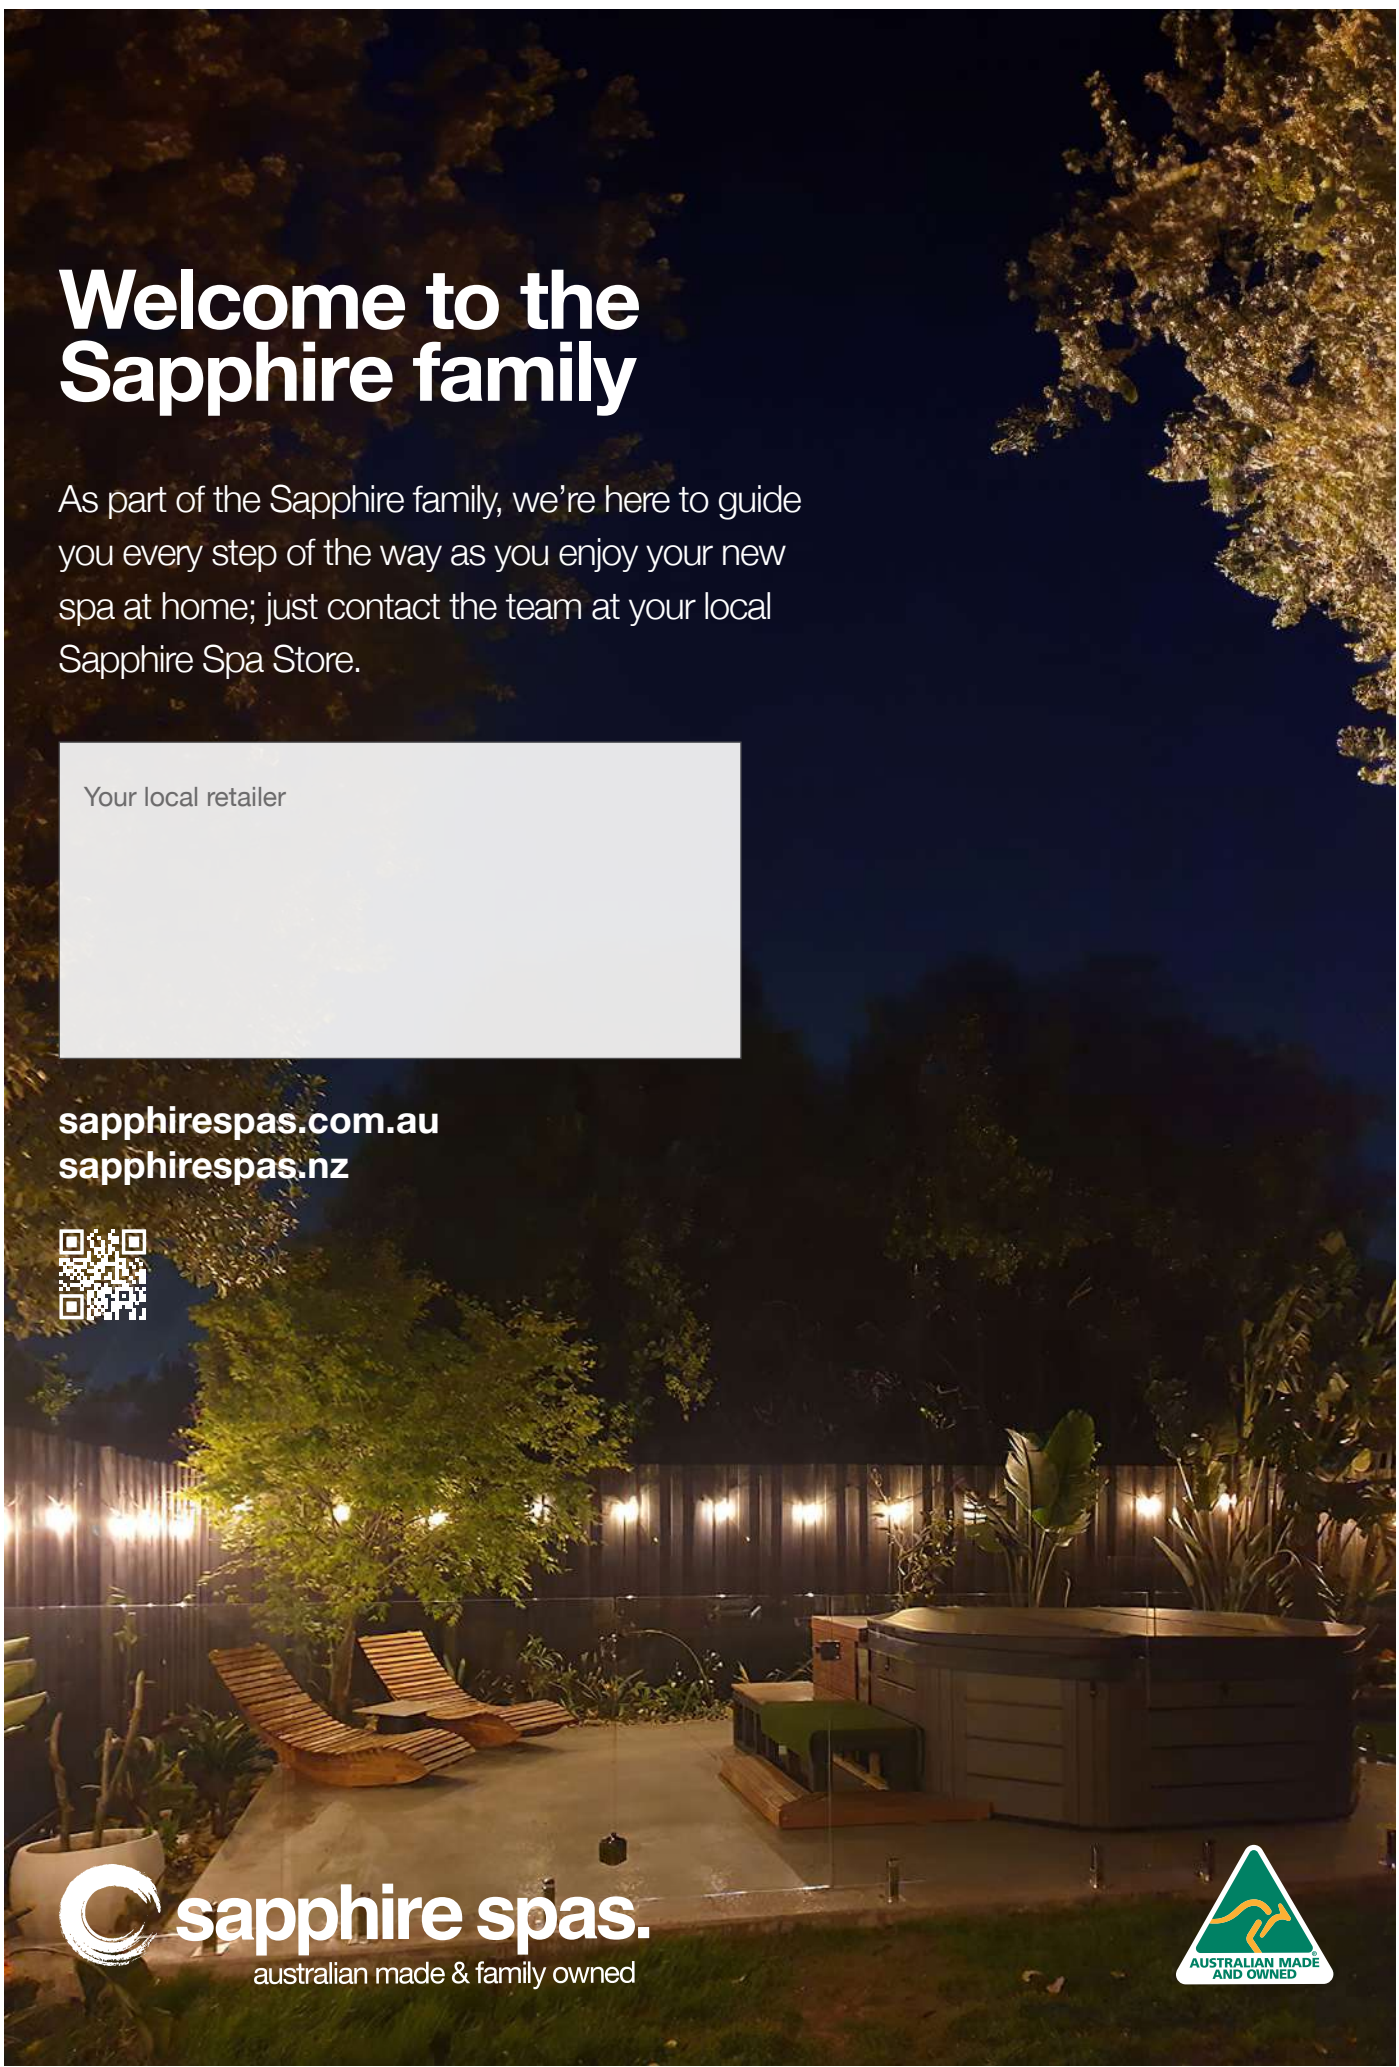 Welcome to the
Sapphire family
As part of the Sapphire family, we’re here to guide
you every step of the way as you enjoy your new
spa at home; just contact the team at your local
Sapphire Spa Store.
Your local retailer
sapphirespas.com.au
sapphirespas.nz
sapphire spas.
australian made & family owned
AUSTRALIAN MADE
AND OWNED